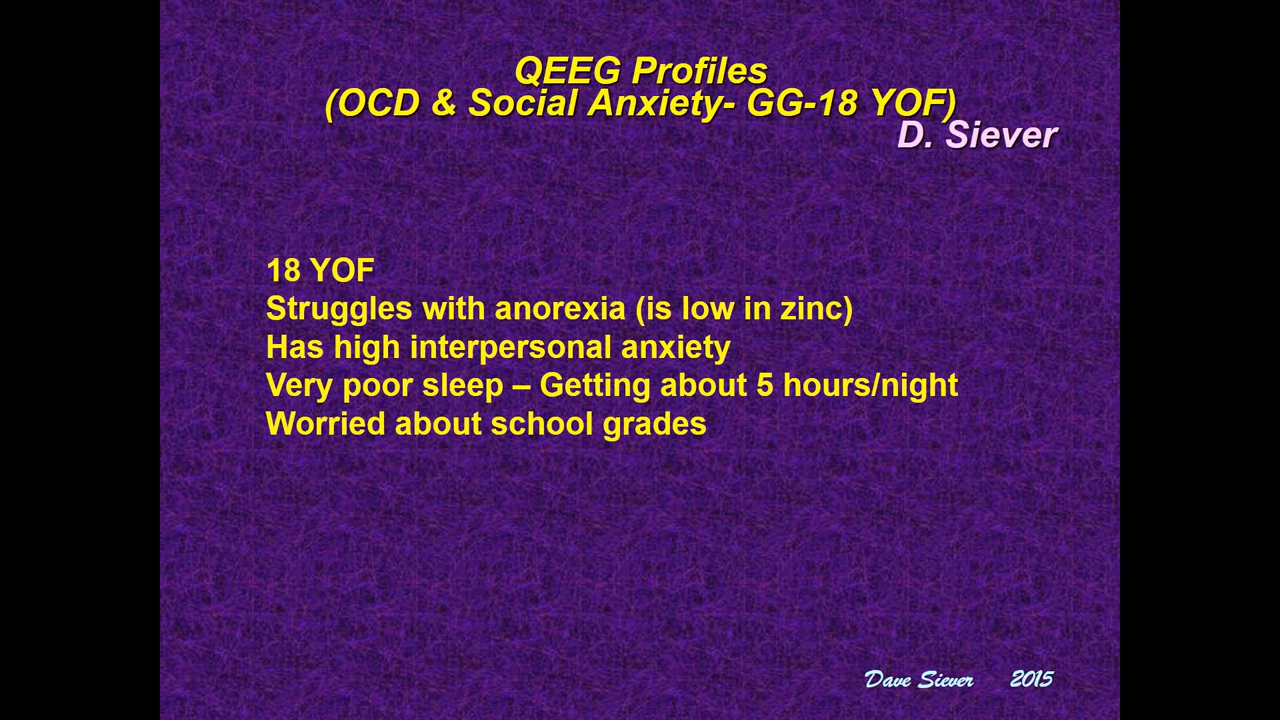 QEEG Profiles
(OCD & Social Anxiety- GG-18 YOF)
D. Siever
18 YOF
Struggles with anorexia (is low in zinc)
Has high interpersonal anxiety
Very poor sleep – Getting about 5 hours/night
Worried about school grades
Dave Siever 2015